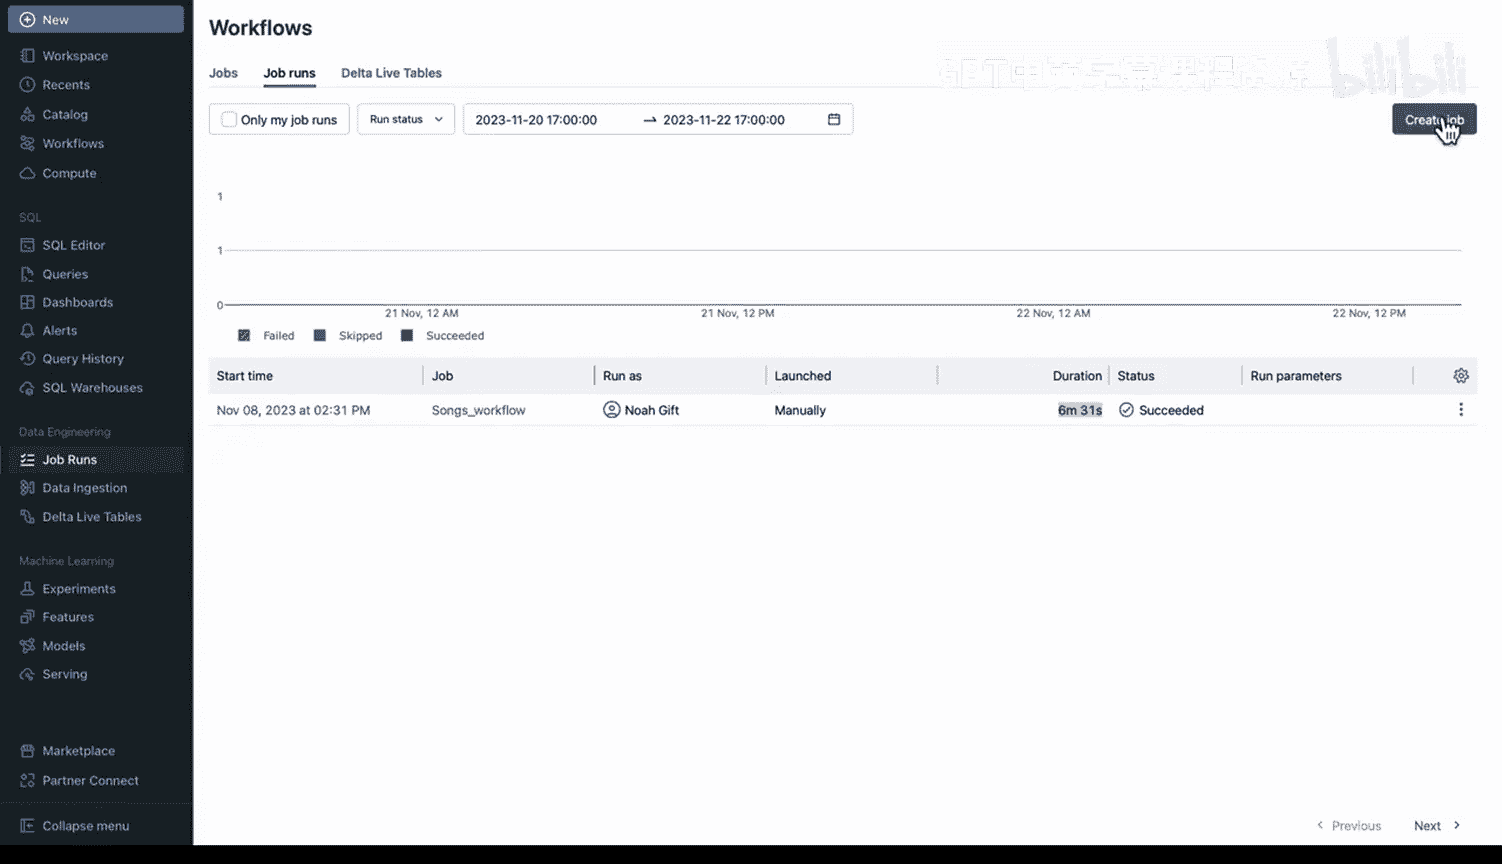 New
Workspace
Recents
Catalog
Workflows
Compute
SQL
SQL Editor
Queries
Dashboards
Alerts
Query History
SQL Warehouses
Data Engineering
Job Runs
Data Ingestion
Delta Live Tables
Machine Learning
Experiments
Features
Models
Serving
Marketplace
Partner Connect
Collapse menu
Workflows
Jobs Job runs Delta Live Tables
bilibili
Only my job runs Run status 2023-11-20 17:00:00 → 2023-11-22 17:00:00 Create job
1
1
0
21 Nov, 12 AM 21 Nov, 12 PM 22 Nov, 12 AM 22 Nov, 12 PM
Failed Skipped Succeeded
Start time Job Run as Launched Duration Status Run parameters
Nov 08, 2023 at 02:31 PM Songs_workflow Noah Gift Manually 6m 31s Succeeded
Previous Next